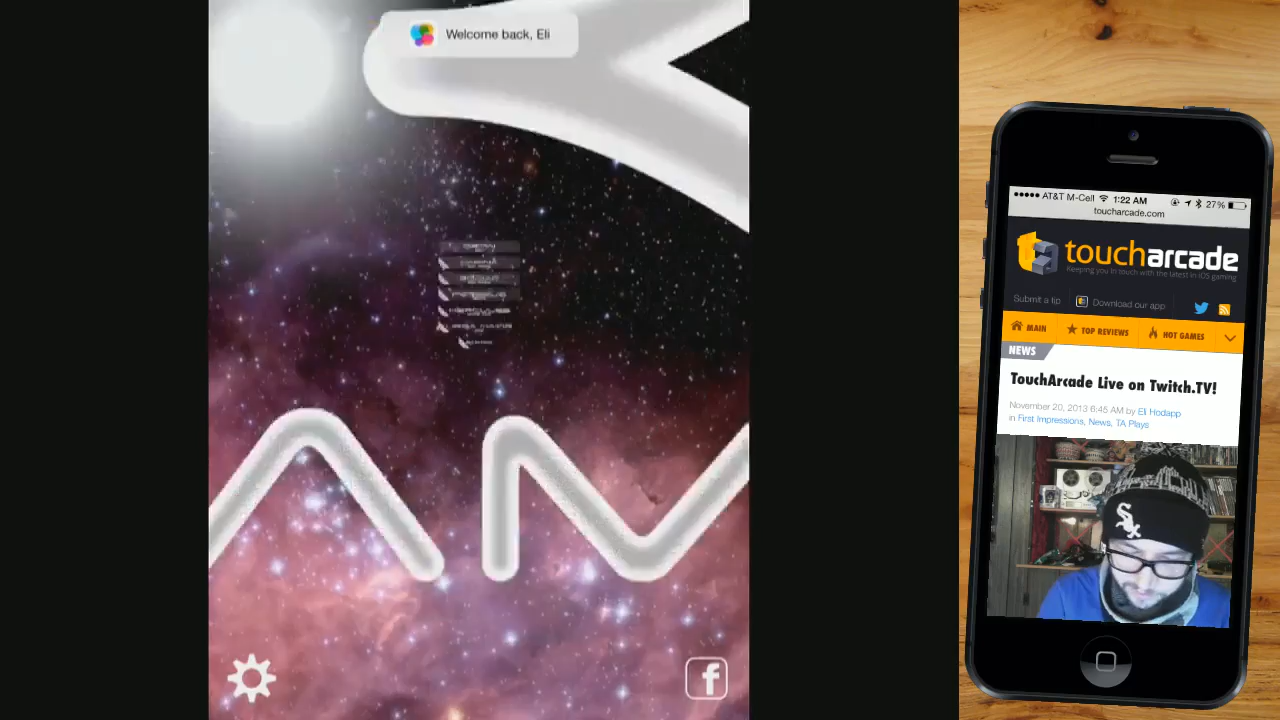 Welcome back, Eli
AT&T M-Cell 1:22 AM 27%
toucharcade.com
toucharcade
Keeping you in touch with the latest in iOS gaming
Submit a tip
Download our app
MAIN
TOP REVIEWS
HOT GAMES
NEWS
TouchArcade Live on Twitch.TV!
November 20, 2013 6:45 AM by Eli Hodapp
in First Impressions, News, TA Plays
Sox